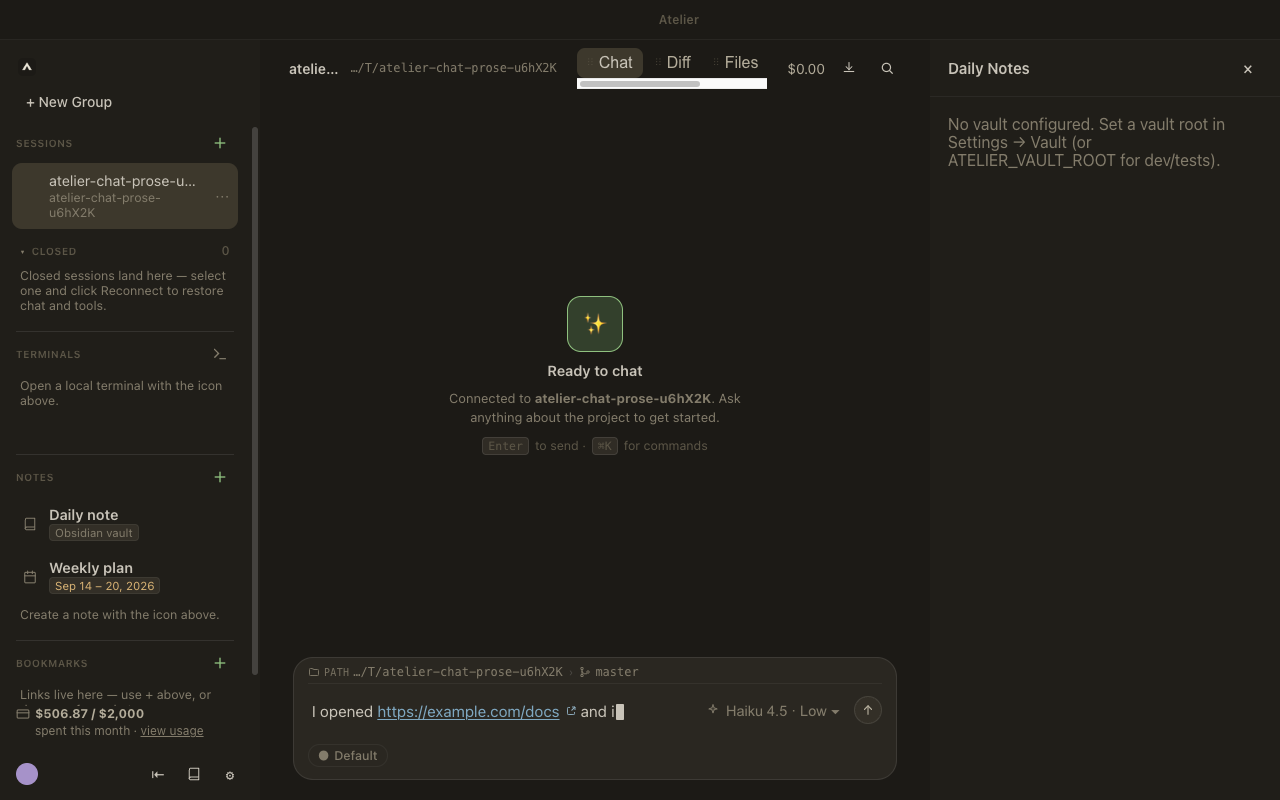 Atelier
+ New Group
SESSIONS
atelier-chat-prose-u...
atelier-chat-prose-
u6hX2K
CLOSED 0
Closed sessions land here — select
one and click Reconnect to restore
chat and tools.
TERMINALS
Open a local terminal with the icon
above.
NOTES
Daily note
Obsidian vault
Weekly plan
Sep 14 – 20, 2026
Create a note with the icon above.
BOOKMARKS
Links live here — use + above, or
$506.87 / $2,000
spent this month · view usage
atelie... …/T/atelier-chat-prose-u6hX2K Chat Diff Files $0.00
✨
Ready to chat
Connected to atelier-chat-prose-u6hX2K. Ask
anything about the project to get started.
Enter to send · ⌘K for commands
PATH …/T/atelier-chat-prose-u6hX2K › master
I opened https://example.com/docs and i
Haiku 4.5 · Low
Default
Daily Notes ×
No vault configured. Set a vault root in
Settings → Vault (or
ATELIER_VAULT_ROOT for dev/tests).